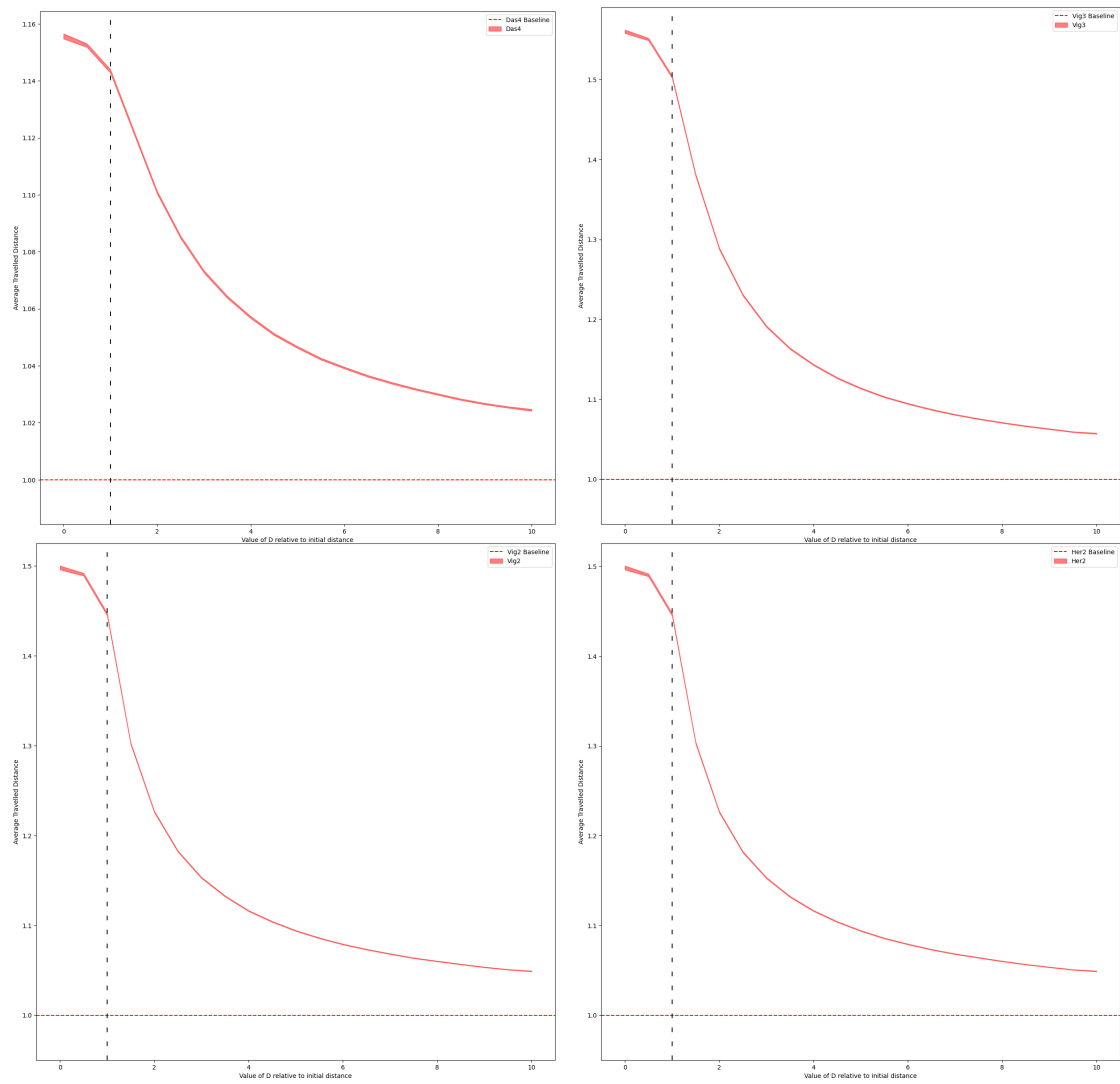 Das4 Baseline
Das4
1.16
1.14
1.12
1.10
1.08
1.06
1.04
1.02
1.00
Average Travelled Distance
0 2 4 6 8 10
Value of D relative to initial distance
Vig3 Baseline
Vig3
1.5
1.4
1.3
1.2
1.1
1.0
Average Travelled Distance
0 2 4 6 8 10
Value of D relative to initial distance
Vig2 Baseline
Vig2
1.5
1.4
1.3
1.2
1.1
1.0
Average Travelled Distance
0 2 4 6 8 10
Value of D relative to initial distance
Her2 Baseline
Her2
1.5
1.4
1.3
1.2
1.1
1.0
Average Travelled Distance
0 2 4 6 8 10
Value of D relative to initial distance